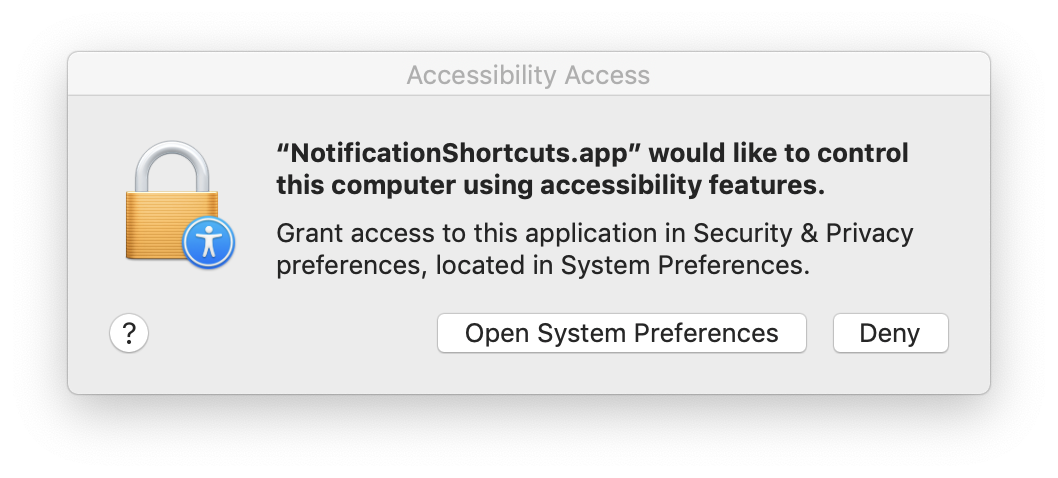 Accessibility Access
“NotificationShortcuts.app” would like to control
this computer using accessibility features.
Grant access to this application in Security & Privacy
preferences, located in System Preferences.
?
Open System Preferences
Deny